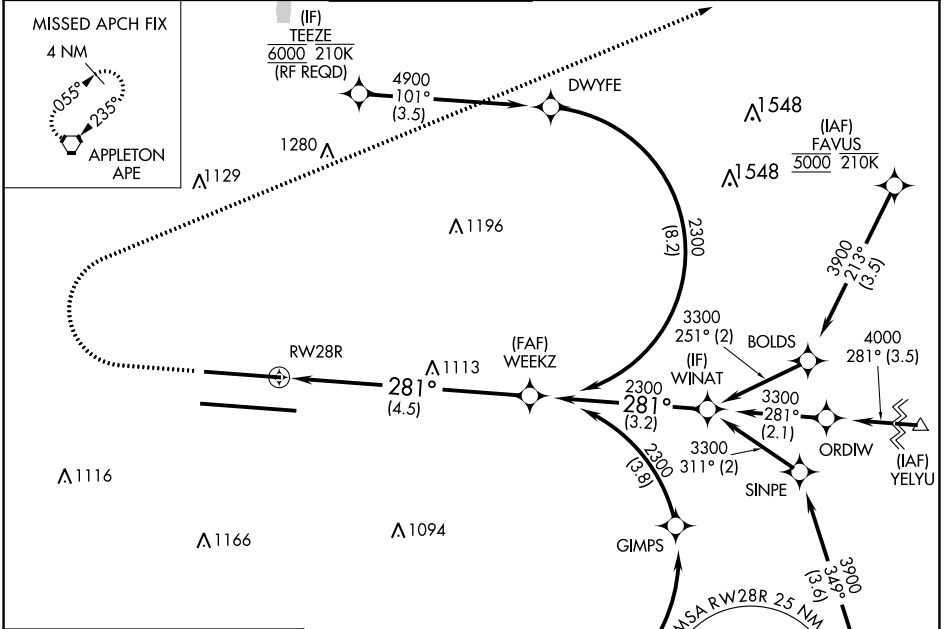 MISSED APCH FIX
4 NM
055°
235°
APPLETON
APE
(IF)
TEEZE
6000 210K
(RF REQD)
4900
101°
(3.5)
DWYFE
1548
(IAF)
FAVUS
5000 210K
1548
1280
1129
1196
2300
(8.2)
3900
213°
(3.5)
3300
251° (2)
BOLDS
4000
281° (3.5)
RW28R
1113
(FAF)
WEEKZ
(IF)
WINAT
281°
(4.5)
2300
281°
(3.2)
3300
281°
(2.1)
ORDIW
(IAF)
YELYU
3300
311° (2)
SINPE
2300
(3.8)
1116
1166
1094
GIMPS
3900
349°
(3.6)
MSA RW28R 25 NM